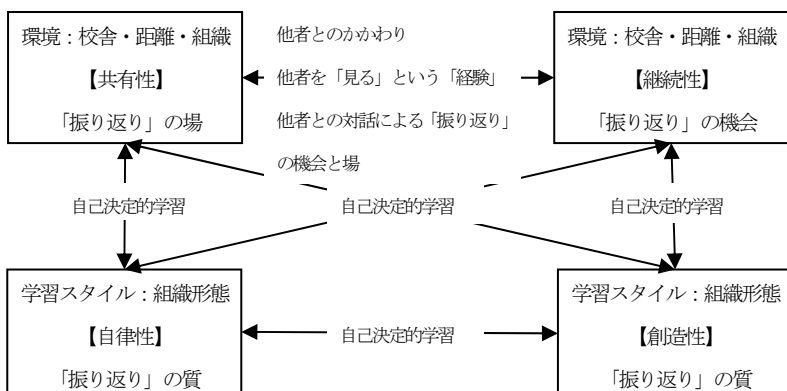 環境：校舎・距離・組織
【共有性】
「振り返り」の場
他者とのかかわり
他者を「見る」という「経験」
他者との対話による「振り返り」
の機会と場
環境：校舎・距離・組織
【継続性】
「振り返り」の機会
自己決定的学習
自己決定的学習
自己決定的学習
学習スタイル：組織形態
【自律性】
「振り返り」の質
自己決定的学習
学習スタイル：組織形態
【創造性】
「振り返り」の質